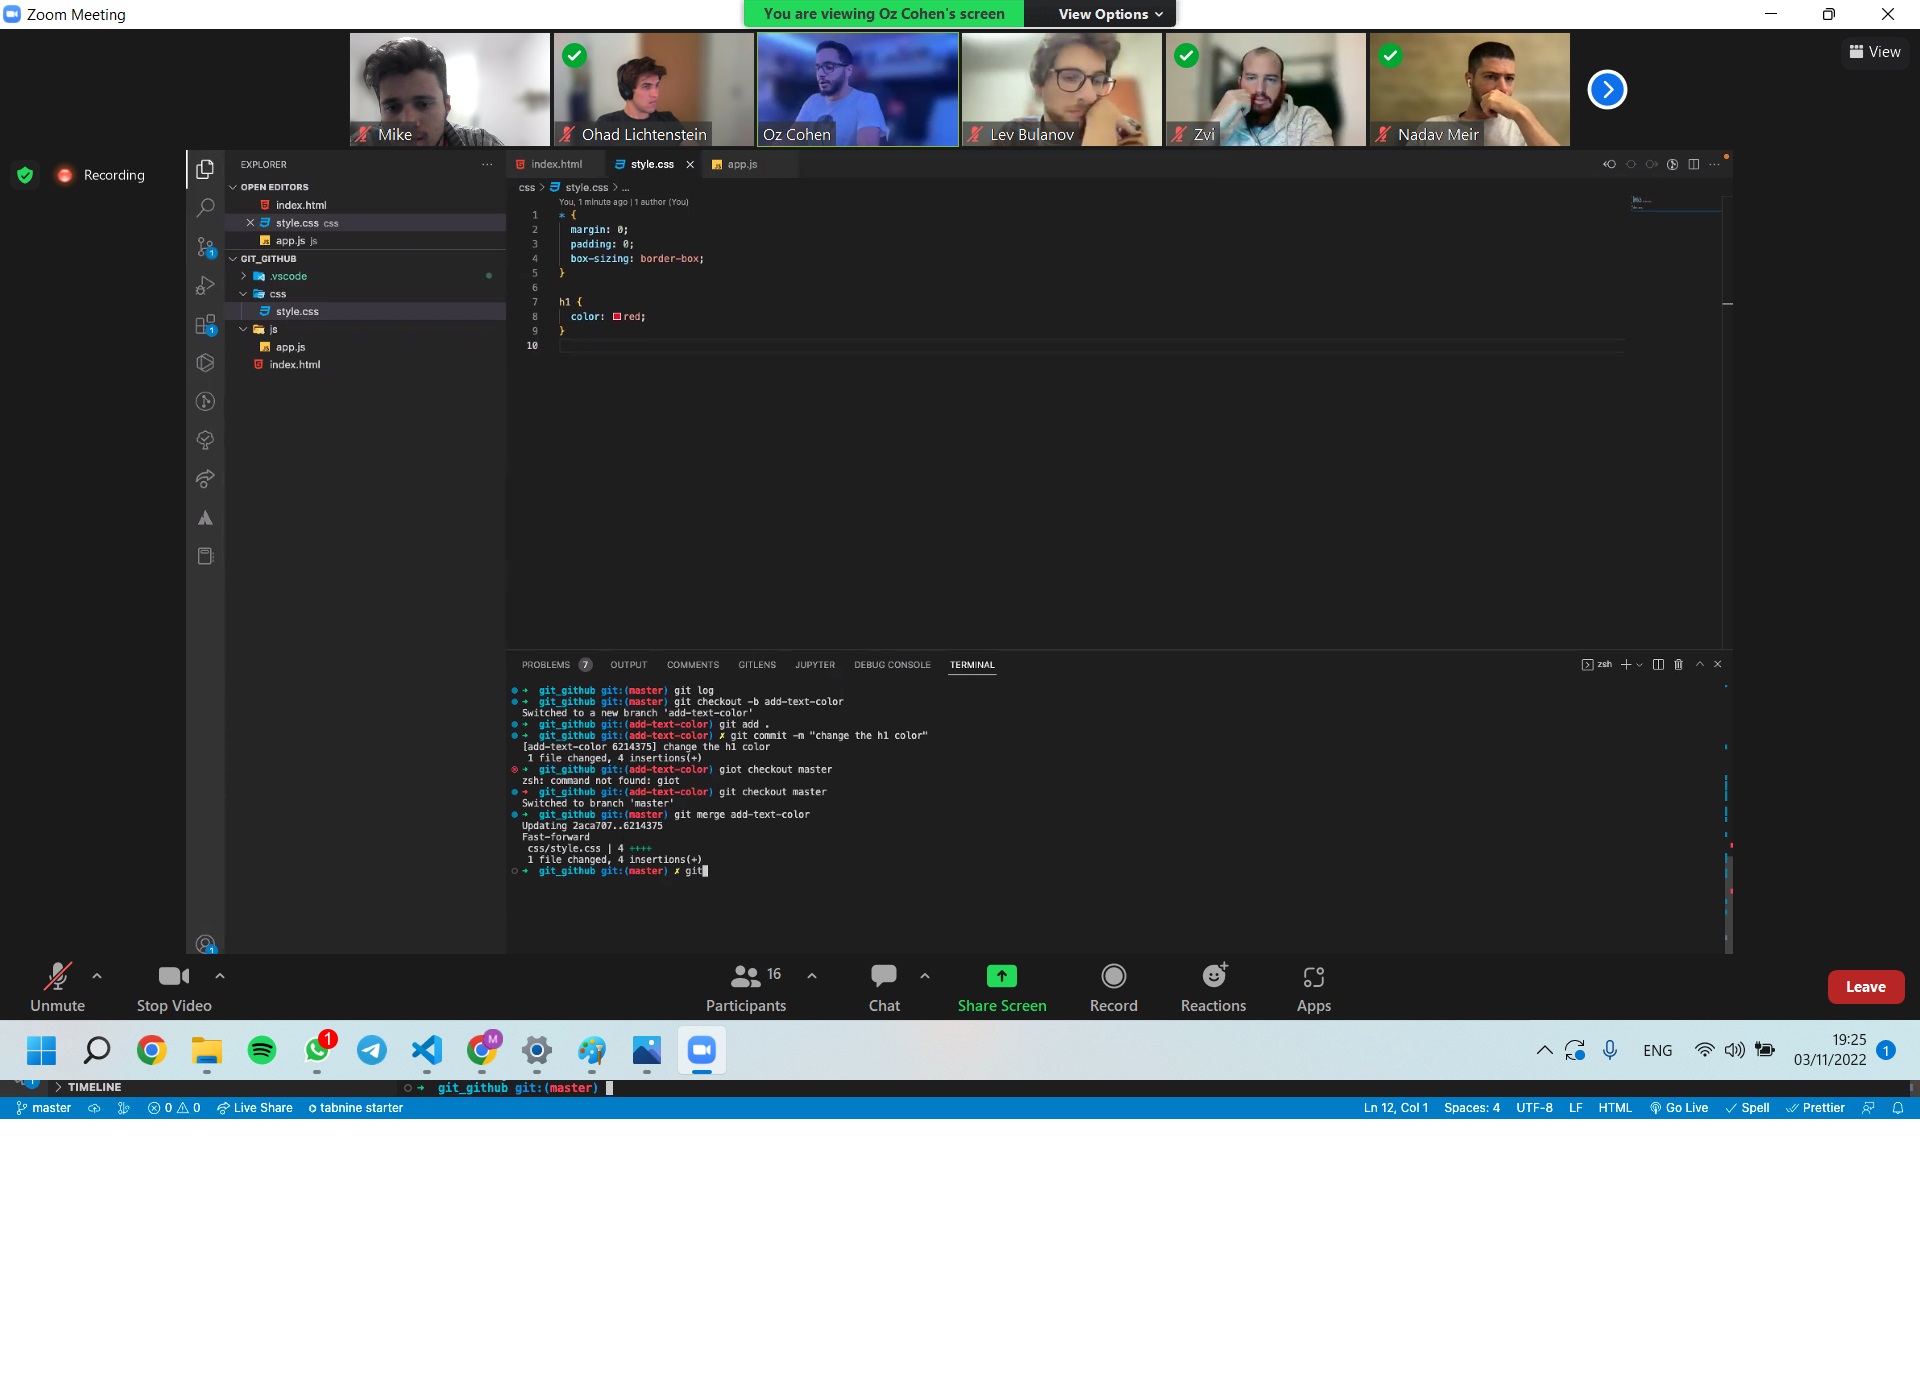 Zoom Meeting
You are viewing Oz Cohen's screen
View Options
View
Mike
Ohad Lichtenstein
Oz Cohen
Lev Bulanov
Zvi
Nadav Meir
Recording
EXPLORER
OPEN EDITORS
index.html
style.css css
app.js js
GIT_GITHUB
.vscode
css
style.css
js
app.js
index.html
index.html
style.css
app.js
css > style.css > ...
You, 1 minute ago | 1 author (You)
1 * {
2 margin: 0;
3 padding: 0;
4 box-sizing: border-box;
5 }
6
7 h1 {
8 color: red;
9 }
10
PROBLEMS 7 OUTPUT COMMENTS GITLENS JUPYTER DEBUG CONSOLE TERMINAL
zsh
git_github git:(master) git log
git_github git:(master) git checkout -b add-text-color
Switched to a new branch 'add-text-color'
git_github git:(add-text-color) git add .
git_github git:(add-text-color) ✗ git commit -m "change the h1 color"
[add-text-color 6214375] change the h1 color
1 file changed, 4 insertions(+)
git_github git:(add-text-color) giot checkout master
zsh: command not found: giot
git_github git:(add-text-color) git checkout master
Switched to branch 'master'
git_github git:(master) git merge add-text-color
Updating 2aca707..6214375
Fast-forward
css/style.css | 4 ++++
1 file changed, 4 insertions(+)
git_github git:(master) ✗ git
Unmute
Stop Video
16
Participants
Chat
Share Screen
Record
Reactions
Apps
Leave
1
M
ENG
19:25
03/11/2022
1
TIMELINE
git_github git:(master)
master
0 0
Live Share
tabnine starter
Ln 12, Col 1
Spaces: 4
UTF-8
LF
HTML
Go Live
Spell
Prettier